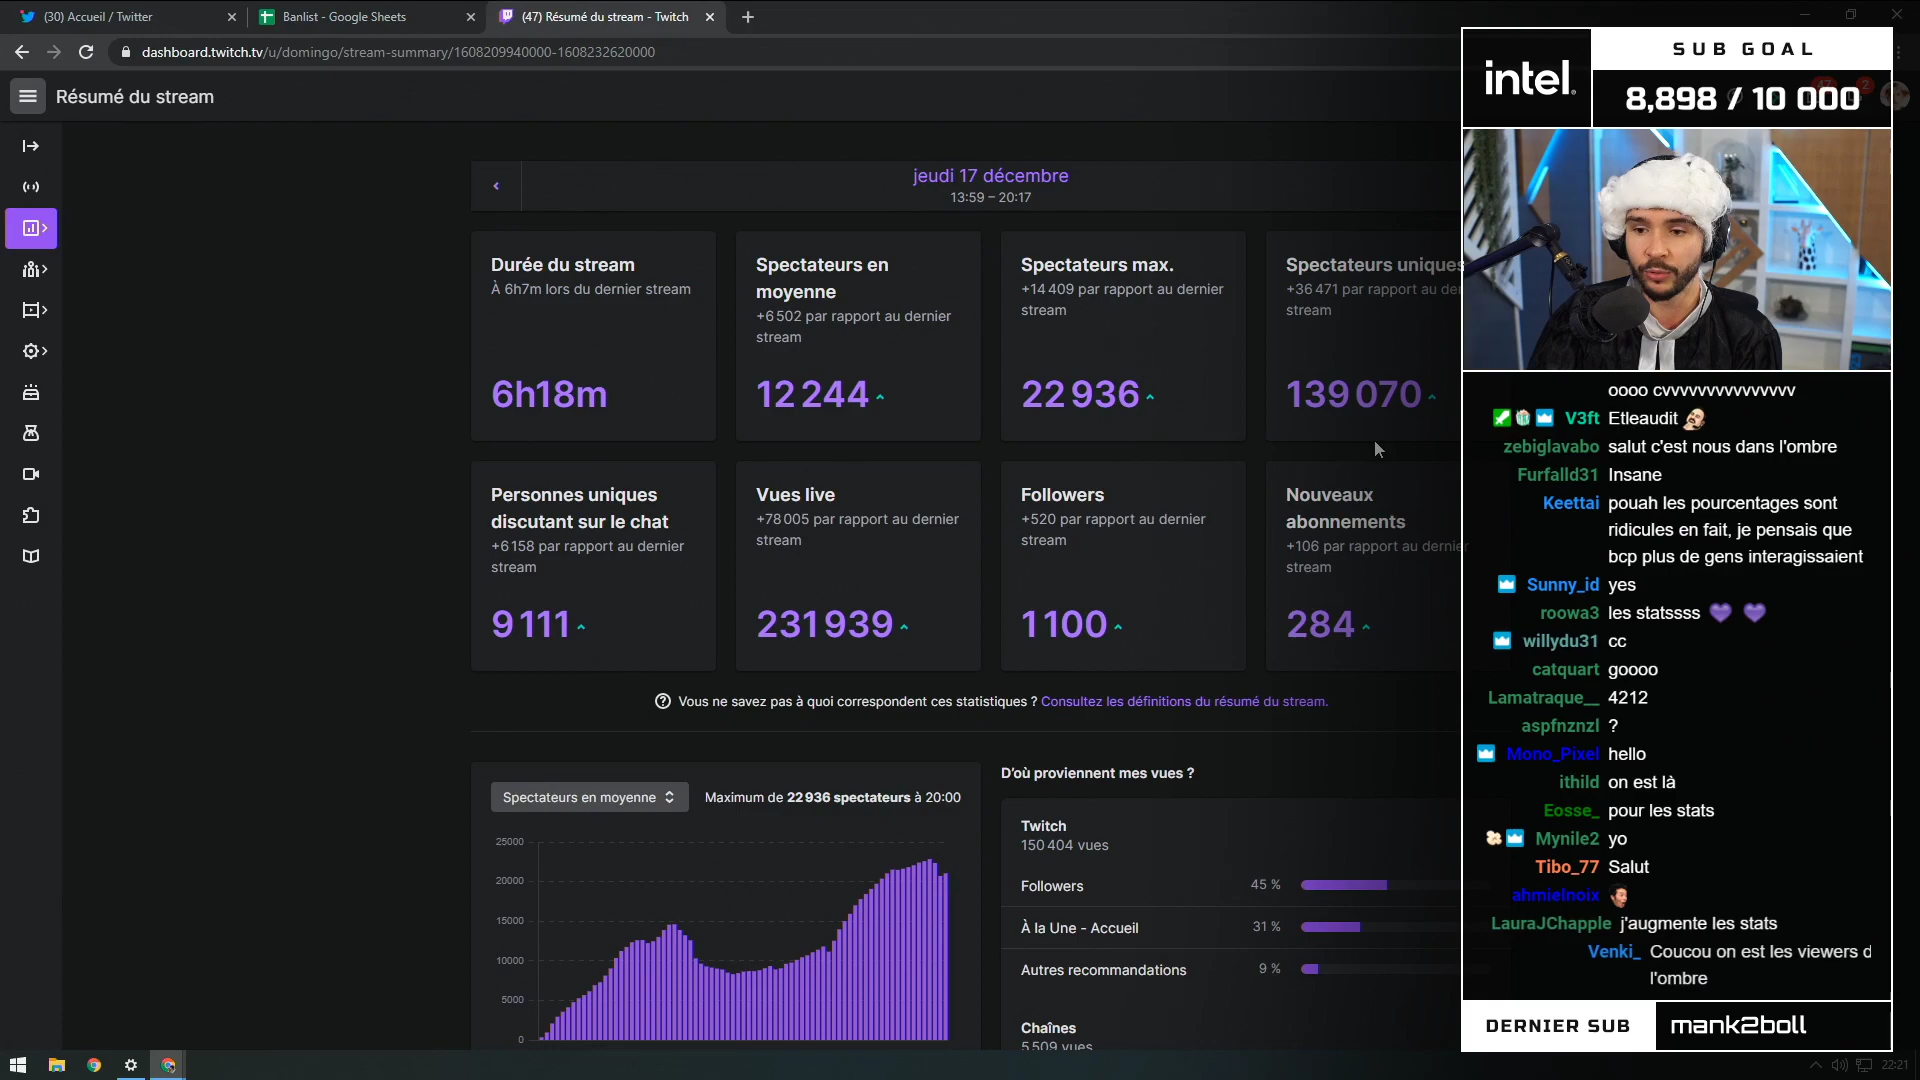 (30) Accueil / Twitter
Banlist - Google Sheets
(47) Résumé du stream - Twitch
dashboard.twitch.tv/u/domingo/stream-summary/1608209940000-1608232620000
Résumé du stream
jeudi 17 décembre
13:59 – 20:17
Durée du stream
À 6h7m lors du dernier stream
6h18m
Spectateurs en
moyenne
+6 502 par rapport au dernier
stream
12 244
Spectateurs max.
+14 409 par rapport au dernier
stream
22 936
Spectateurs uniques
+36 471 par rapport au de
stream
139 070
Personnes uniques
discutant sur le chat
+6 158 par rapport au dernier
stream
9 111
Vues live
+78 005 par rapport au dernier
stream
231 939
Followers
+520 par rapport au dernier
stream
1 100
Nouveaux
abonnements
+106 par rapport au dernier
stream
284
Vous ne savez pas à quoi correspondent ces statistiques ? Consultez les définitions du résumé du stream.
Spectateurs en moyenne
Maximum de 22 936 spectateurs à 20:00
25000
20000
15000
10000
5000
0
D'où proviennent mes vues ?
Twitch
150 404 vues
Followers 45 %
À la Une - Accueil 31 %
Autres recommandations 9 %
Chaînes
5 509 vues
intel.
SUB GOAL
8,898 / 10 000
47
2
oooo cvvvvvvvvvvvvvv
V3ft Etleaudit
zebiglavabo salut c'est nous dans l'ombre
Furfalld31 Insane
Keettai pouah les pourcentages sont
ridicules en fait, je pensais que
bcp plus de gens interagissaient
Sunny_id yes
roowa3 les statssss
willydu31 cc
catquart goooo
Lamatraque__ 4212
aspfnznzl ?
Mono_Pixel hello
ithild on est là
Eosse_ pour les stats
Mynile2 yo
Tibo_77 Salut
ahmielnoix
LauraJChapple j'augmente les stats
Venki_ Coucou on est les viewers d
l'ombre
DERNIER SUB
mank2boll
22:21